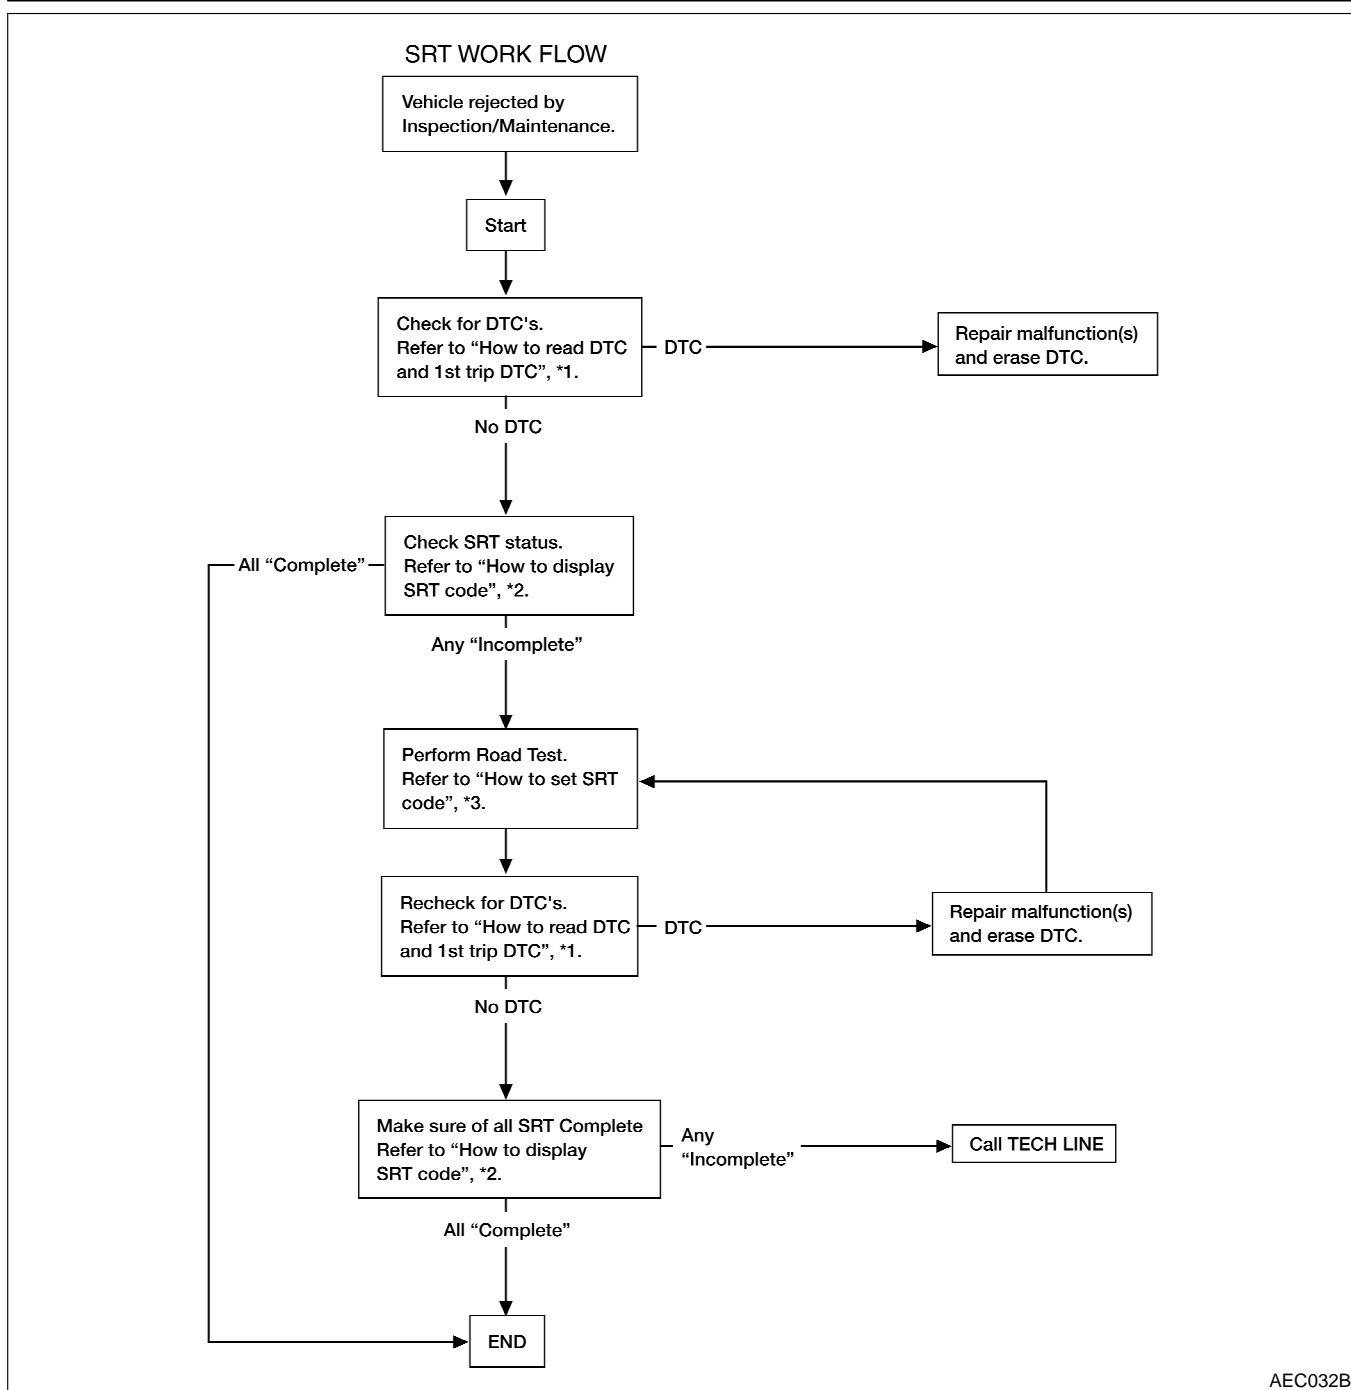 SRT WORK FLOW
Vehicle rejected by
Inspection/Maintenance.
Start
Check for DTC's.
Refer to “How to read DTC
and 1st trip DTC”, *1.
DTC
Repair malfunction(s)
and erase DTC.
No DTC
Check SRT status.
Refer to “How to display
SRT code”, *2.
All “Complete”
Any “Incomplete”
Perform Road Test.
Refer to “How to set SRT
code”, *3.
Recheck for DTC's.
Refer to “How to read DTC
and 1st trip DTC”, *1.
DTC
Repair malfunction(s)
and erase DTC.
No DTC
Make sure of all SRT Complete
Refer to “How to display
SRT code”, *2.
Any
“Incomplete”
Call TECH LINE
All “Complete”
END
AEC032B